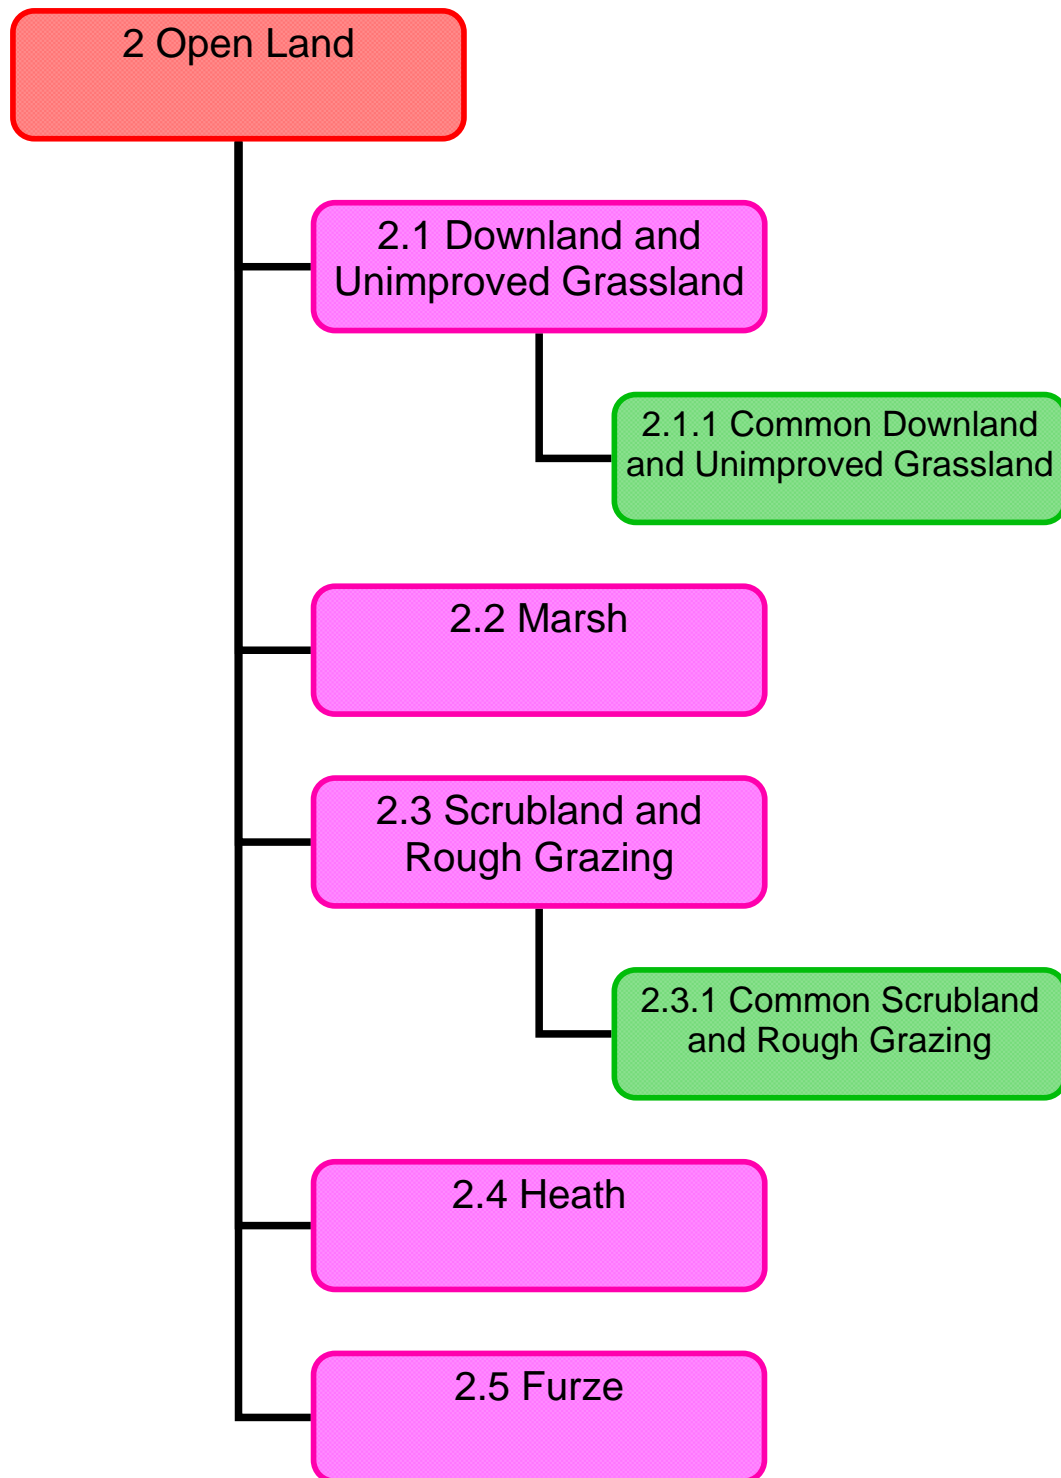 2 Open Land
2.1 Downland and
Unimproved Grassland
2.1.1 Common Downland
and Unimproved Grassland
2.2 Marsh
2.3 Scrubland and
Rough Grazing
2.3.1 Common Scrubland
and Rough Grazing
2.4 Heath
2.5 Furze